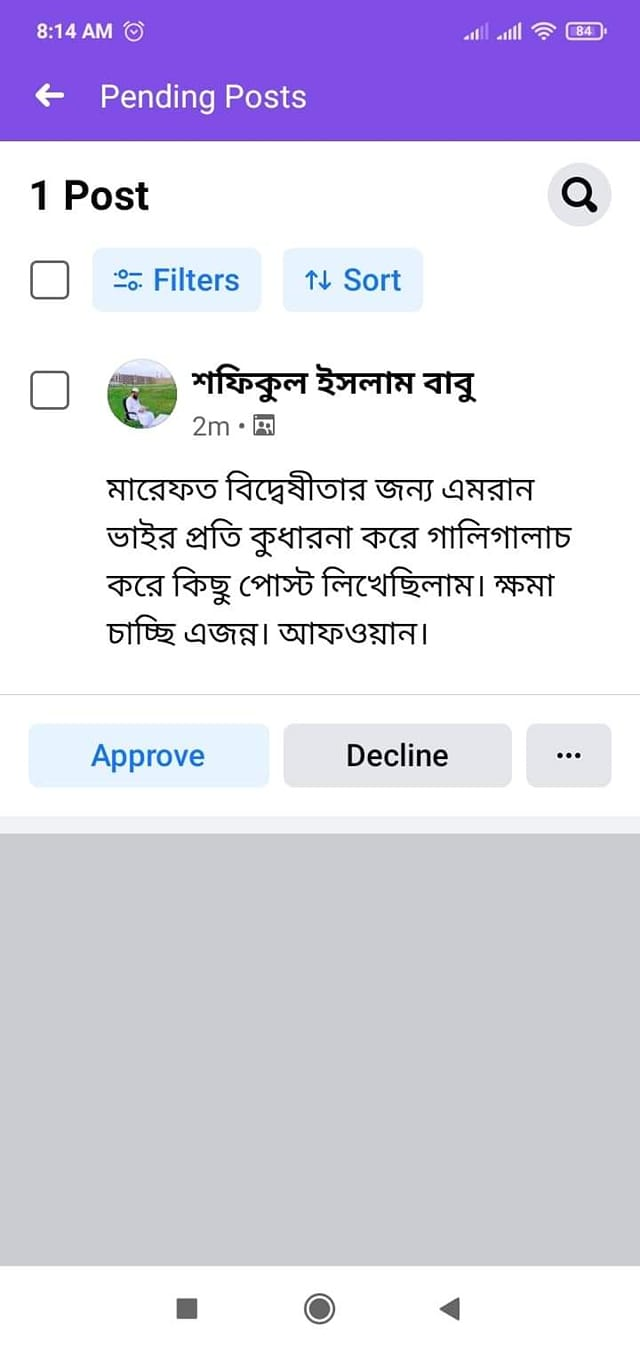 8:14 AM
84
Pending Posts
1 Post
Filters
Sort
শফিকুল ইসলাম বাবু
2m •
মারেফত বিদ্বেষীতার জন্য এমরান
ভাইর প্রতি কুধারনা করে গালিগালাচ
করে কিছু পোস্ট লিখেছিলাম। ক্ষমা
চাচ্ছি এজন্ন। আফওয়ান।
Approve
Decline
...